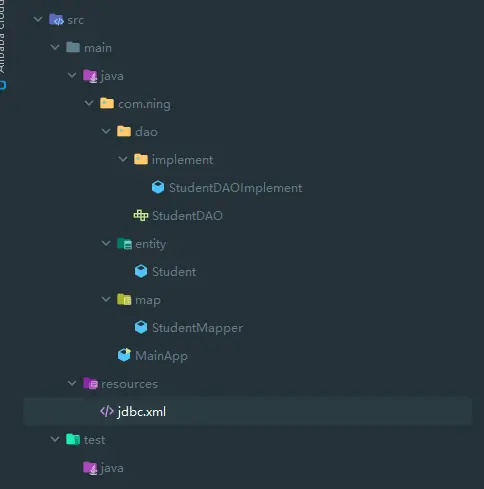 Alibaba Cloud
src
main
java
com.ning
dao
implement
StudentDAOImplement
StudentDAO
entity
Student
map
StudentMapper
MainApp
resources
jdbc.xml
test
java